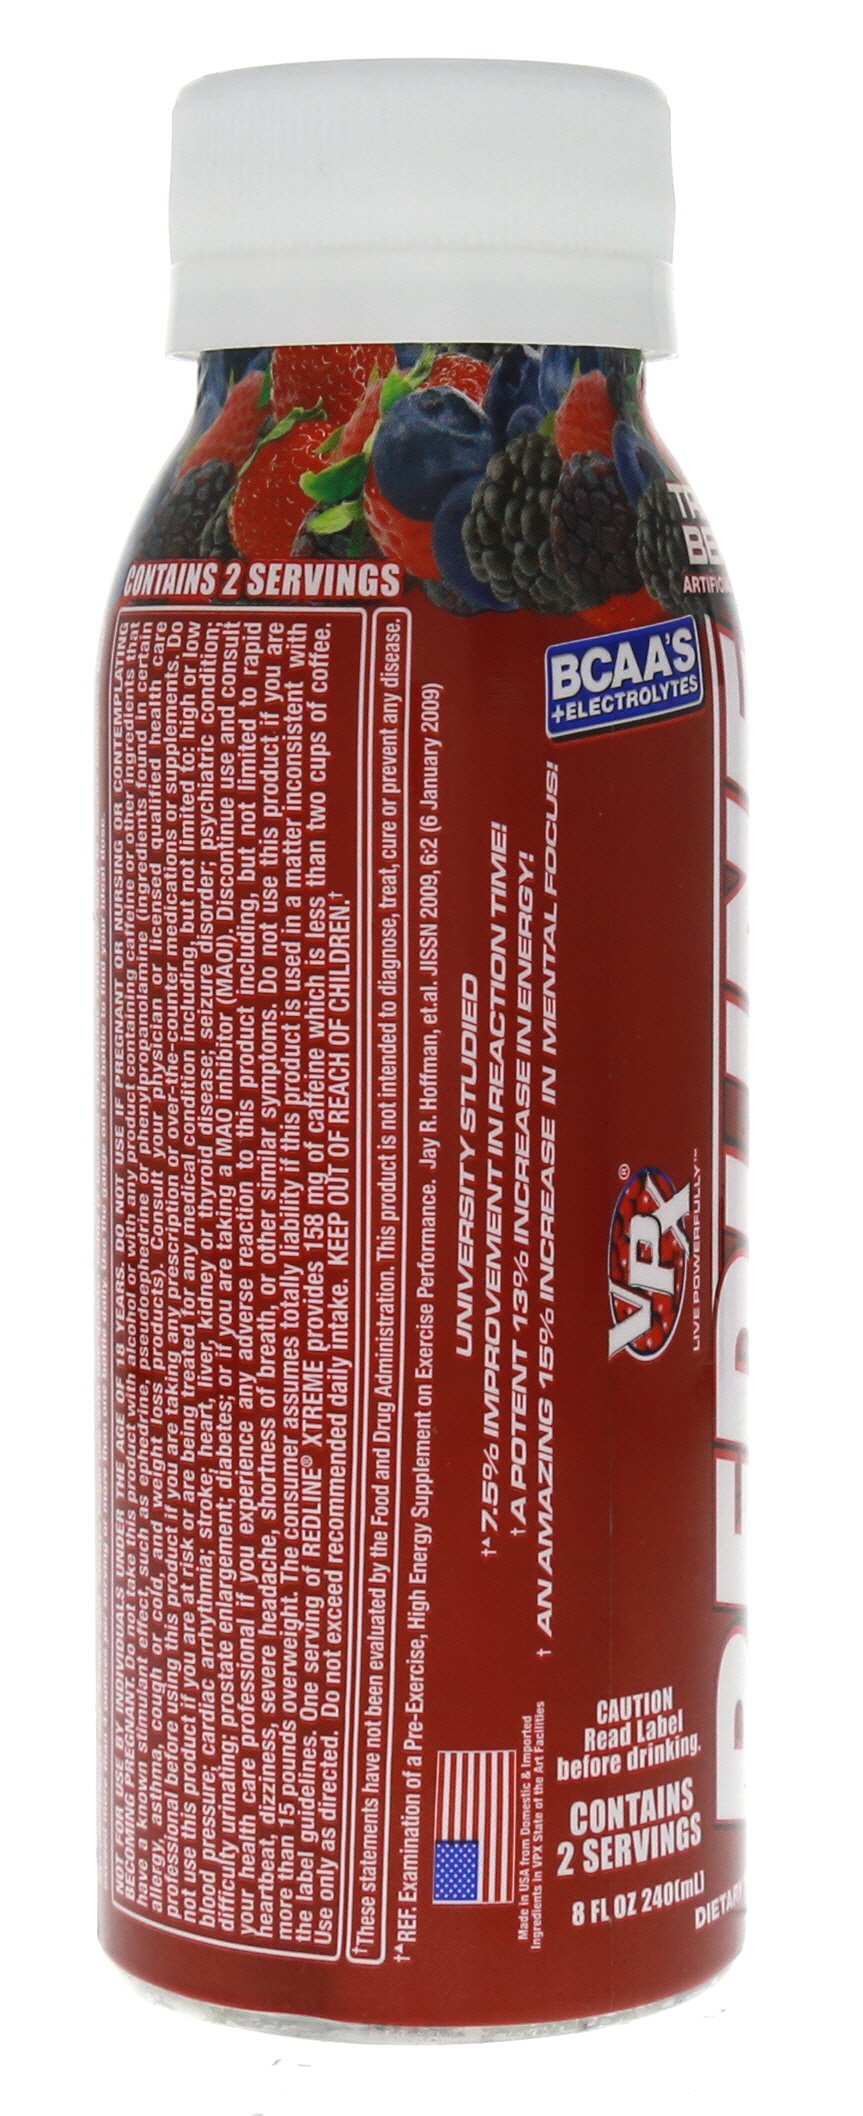 CONTAINS 2 SERVINGS
NOT FOR USE BY INDIVIDUALS UNDER THE AGE OF 18 YEARS. DO NOT USE IF PREGNANT OR NURSING OR CONTEMPLATING
BECOMING PREGNANT. Do not take this product with alcohol or with any product containing caffeine or other ingredients that
have a known stimulant effect, such as ephedrine, pseudoephedrine or phenylpropalamine (ingredients found in certain
allergy, asthma, cough or cold, and weight loss products). Consult your physician or licensed qualified heath care
professional before using this product if you are taking any prescription or over-the-counter medications or supplements. Do
not use this product if you are at risk or are being treated for any medical condition including, but not limited to: high or low
blood pressure; cardiac arrhythmia; stroke; heart, liver, kidney or thyroid disease; seizure disorder; psychiatric condition;
difficulty urinating; prostate enlargement; diabetes; or if you are taking a MAO inhibitor (MAOI). Discontinue use and consult
your health care professional if you experience any adverse reaction to this product including, but not limited to rapid
heartbeat, dizziness, severe headache, shortness of breath, or other similar symptoms. Do not use this product if you are
more than 15 pounds overweight. The consumer assumes totally liability if this product is used in a matter inconsistent with
the label guidelines. One serving of REDLINE® XTREME provides 158 mg of caffeine which is less than two cups of coffee.
Use only as directed. Do not exceed recommended daily intake. KEEP OUT OF REACH OF CHILDREN.†
†These statements have not been evaluated by the Food and Drug Administration. This product is not intended to diagnose, treat, cure or prevent any disease.
†▲REF. Examination of a Pre-Exercise, High Energy Supplement on Exercise Performance. Jay R. Hoffman, et.al. JISSN 2009, 6:2 (6 January 2009)
UNIVERSITY STUDIED
†▲7.5% IMPROVEMENT IN REACTION TIME!
† A POTENT 13% INCREASE IN ENERGY!
† AN AMAZING 15% INCREASE IN MENTAL FOCUS!
Made in USA from Domestic & Imported
Ingredients in VPX State of the Art Facilities
BCAA'S
+ELECTROLYTES
VPX®
LIVE POWERFULLY™
CAUTION
Read Label
before drinking.
CONTAINS
2 SERVINGS
8 FL OZ 240(mL)